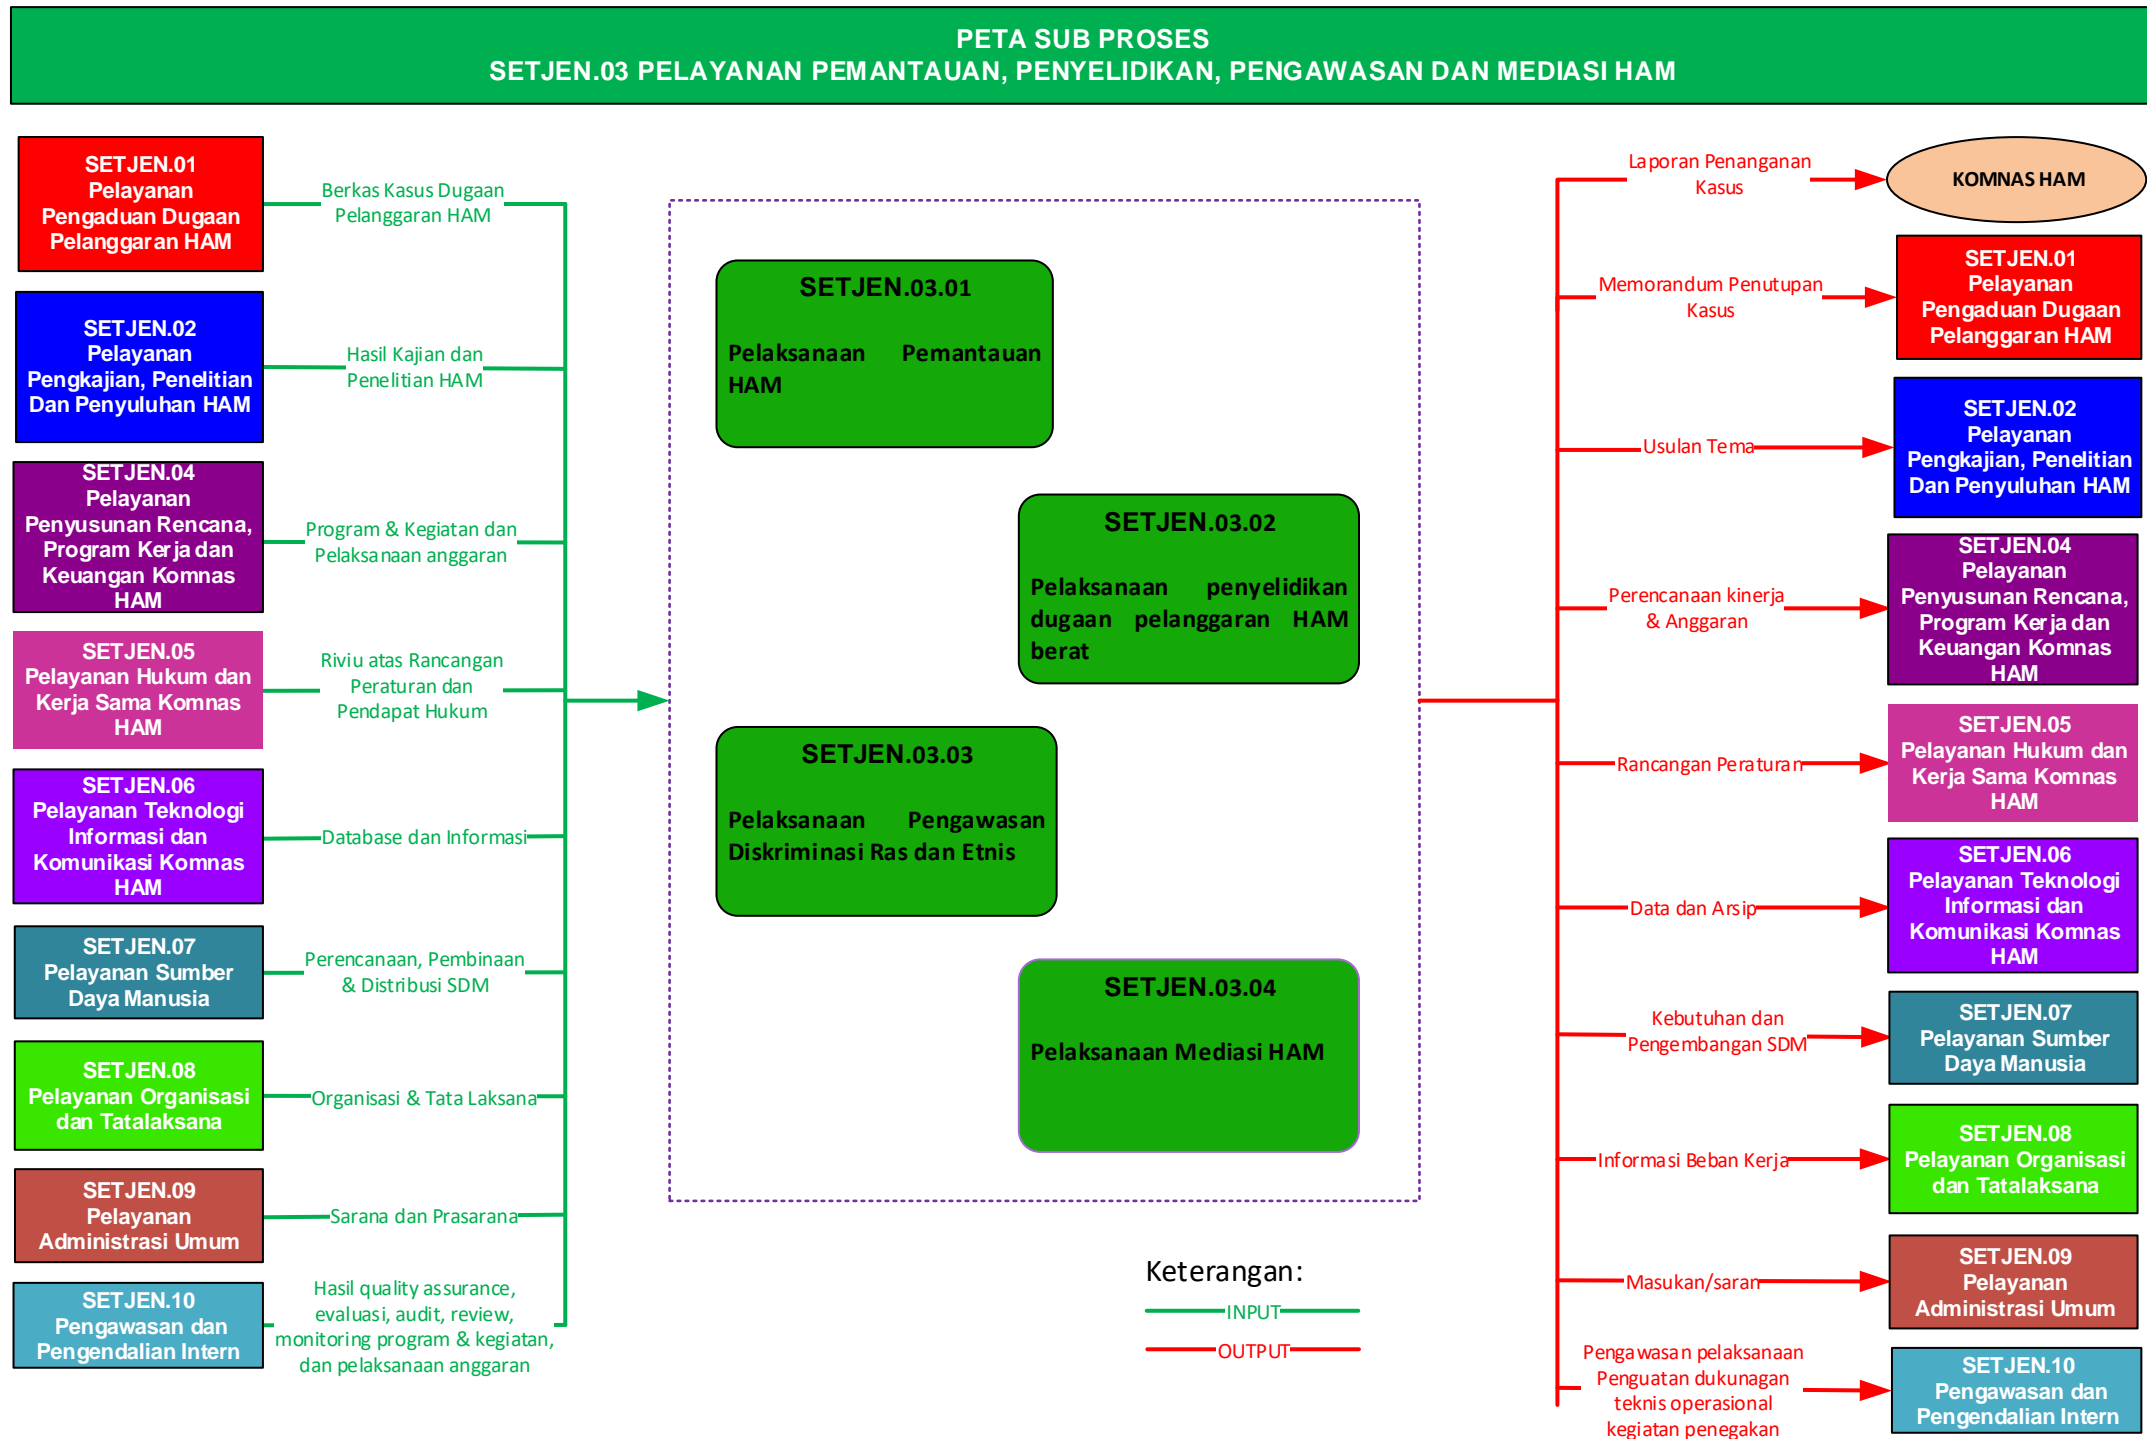 PETA SUB PROSES
SETJEN.03 PELAYANAN PEMANTAUAN, PENYELIDIKAN, PENGAWASAN DAN MEDIASI HAM
SETJEN.01
Pelayanan
Pengaduan Dugaan
Pelanggaran HAM
Berkas Kasus Dugaan
Pelanggaran HAM
SETJEN.02
Pelayanan
Pengkajian, Penelitian
Dan Penyuluhan HAM
Hasil Kajian dan
Penelitian HAM
SETJEN.04
Pelayanan
Penyusunan Rencana,
Program Kerja dan
Keuangan Komnas
HAM
Program & Kegiatan dan
Pelaksanaan anggaran
SETJEN.05
Pelayanan Hukum dan
Kerja Sama Komnas
HAM
Riviu atas Rancangan
Peraturan dan
Pendapat Hukum
SETJEN.06
Pelayanan Teknologi
Informasi dan
Komunikasi Komnas
HAM
Database dan Informasi
SETJEN.07
Pelayanan Sumber
Daya Manusia
Perencanaan, Pembinaan
& Distribusi SDM
SETJEN.08
Pelayanan Organisasi
dan Tatalaksana
Organisasi & Tata Laksana
SETJEN.09
Pelayanan
Administrasi Umum
Sarana dan Prasarana
SETJEN.10
Pengawasan dan
Pengendalian Intern
Hasil quality assurance,
evaluasi, audit, review,
monitoring program & kegiatan,
dan pelaksanaan anggaran
SETJEN.03.01
Pelaksanaan Pemantauan
HAM
SETJEN.03.02
Pelaksanaan penyelidikan
dugaan pelanggaran HAM
berat
SETJEN.03.03
Pelaksanaan Pengawasan
Diskriminasi Ras dan Etnis
SETJEN.03.04
Pelaksanaan Mediasi HAM
Keterangan:
INPUT
OUTPUT
Laporan Penanganan
Kasus
KOMNAS HAM
Memorandum Penutupan
Kasus
SETJEN.01
Pelayanan
Pengaduan Dugaan
Pelanggaran HAM
Usulan Tema
SETJEN.02
Pelayanan
Pengkajian, Penelitian
Dan Penyuluhan HAM
Perencanaan kinerja
& Anggaran
SETJEN.04
Pelayanan
Penyusunan Rencana,
Program Kerja dan
Keuangan Komnas
HAM
Rancangan Peraturan
SETJEN.05
Pelayanan Hukum dan
Kerja Sama Komnas
HAM
Data dan Arsip
SETJEN.06
Pelayanan Teknologi
Informasi dan
Komunikasi Komnas
HAM
Kebutuhan dan
Pengembangan SDM
SETJEN.07
Pelayanan Sumber
Daya Manusia
Informasi Beban Kerja
SETJEN.08
Pelayanan Organisasi
dan Tatalaksana
Masukan/saran
SETJEN.09
Pelayanan
Administrasi Umum
Pengawasan pelaksanaan
Penguatan dukunagan
teknis operasional
kegiatan penegakan
SETJEN.10
Pengawasan dan
Pengendalian Intern